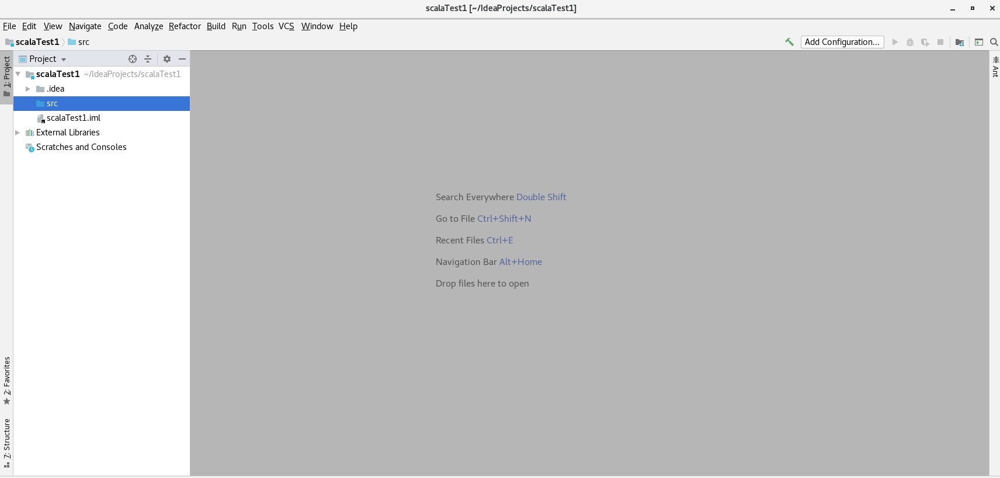 scalaTest1 [~/IdeaProjects/scalaTest1]
File Edit View Navigate Code Analyze Refactor Build Run Tools VCS Window Help
scalaTest1 src
Add Configuration...
1: Project
Project
scalaTest1 ~/IdeaProjects/scalaTest1
.idea
src
scalaTest1.iml
External Libraries
Scratches and Consoles
Search Everywhere Double Shift
Go to File Ctrl+Shift+N
Recent Files Ctrl+E
Navigation Bar Alt+Home
Drop files here to open
Ant
2: Favorites
7: Structure